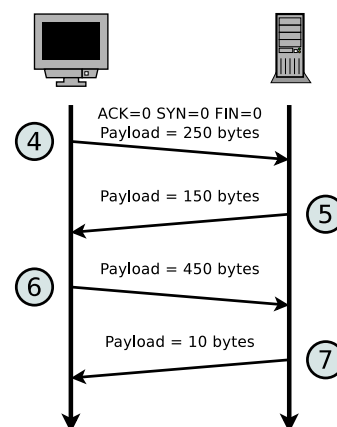 ACK=0 SYN=0 FIN=0
Payload = 250 bytes
4
Payload = 150 bytes
5
Payload = 450 bytes
6
Payload = 10 bytes
7